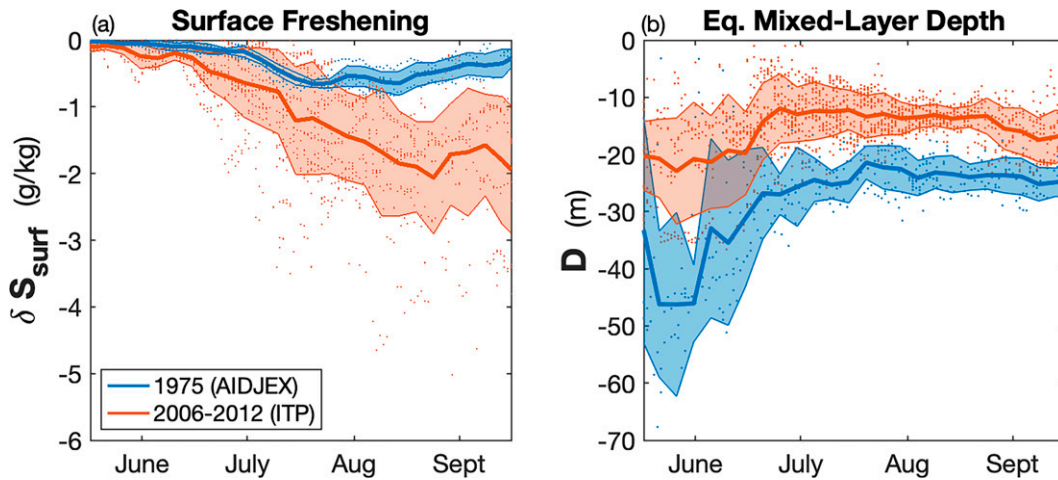 (a) Surface Freshening
0
-1
-2
-3
-4
-5
-6
δ S surf (g/kg)
1975 (AIDJEX)
2006-2012 (ITP)
June July Aug Sept
(b) Eq. Mixed-Layer Depth
0
-10
-20
-30
-40
-50
-60
-70
D (m)
June July Aug Sept